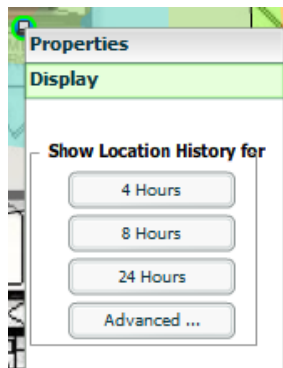 Properties
Display
Show Location History for
4 Hours
8 Hours
24 Hours
Advanced ...